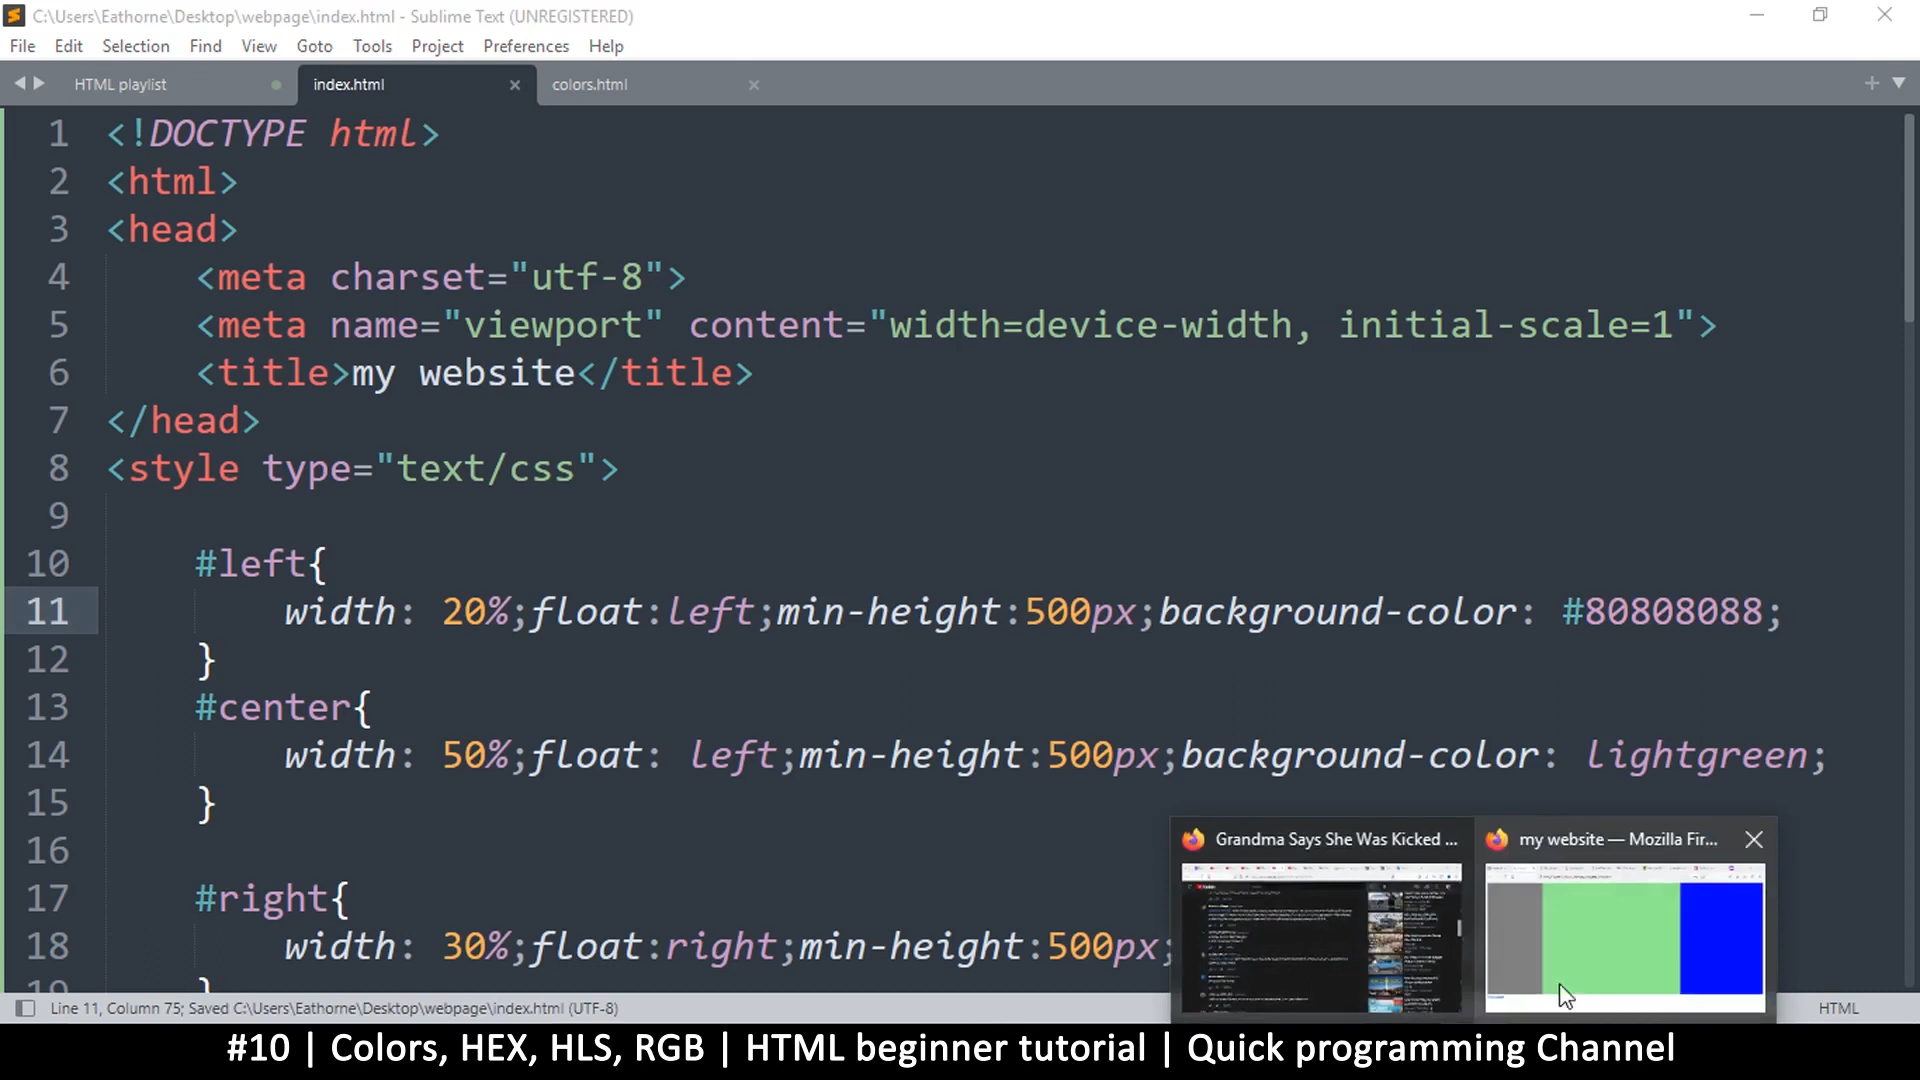 C:\Users\Eathorne\Desktop\webpage\index.html - Sublime Text (UNREGISTERED)
File Edit Selection Find View Goto Tools Project Preferences Help
HTML playlist index.html colors.html
1 <!DOCTYPE html>
2 <html>
3 <head>
4 <meta charset="utf-8">
5 <meta name="viewport" content="width=device-width, initial-scale=1">
6 <title>my website</title>
7 </head>
8 <style type="text/css">
9
10 #left{
11 width: 20%;float:left;min-height:500px;background-color: #80808088;
12 }
13 #center{
14 width: 50%;float: left;min-height:500px;background-color: lightgreen;
15 }
16
17 #right{
18 width: 30%;float:right;min-height:500px;
19 }
Grandma Says She Was Kicked ... my website — Mozilla Fir...
Line 11, Column 75; Saved C:\Users\Eathorne\Desktop\webpage\index.html (UTF-8) HTML
#10 | Colors, HEX, HLS, RGB | HTML beginner tutorial | Quick programming Channel